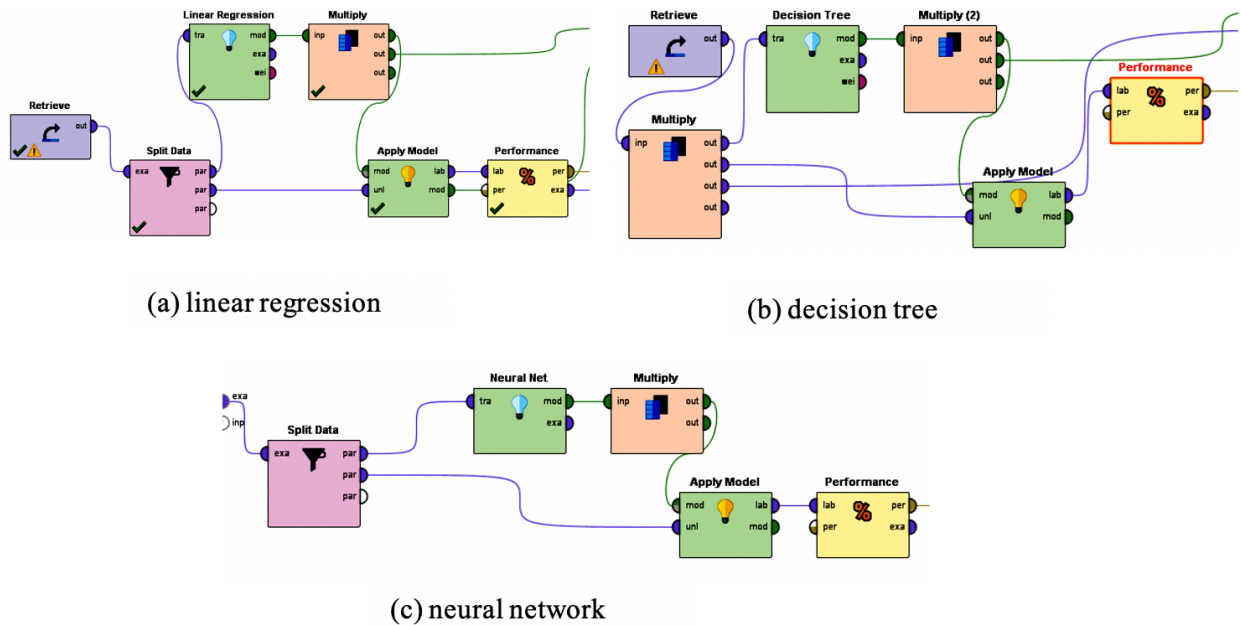 Linear Regression
tra
mod
exa
wei
Multiply
inp
out
out
out
Retrieve
out
Split Data
exa
par
par
par
Apply Model
mod
unl
lab
mod
Performance
%
lab
per
per
exa
(a) linear regression
Retrieve
out
Decision Tree
tra
mod
exa
wei
Multiply (2)
inp
out
out
out
Performance
%
lab
per
per
exa
Multiply
inp
out
out
out
out
Apply Model
mod
unl
lab
mod
(b) decision tree
exa
inp
Split Data
exa
par
par
par
Neural Net
tra
mod
exa
Multiply
inp
out
out
Apply Model
mod
unl
lab
mod
Performance
%
lab
per
per
exa
(c) neural network